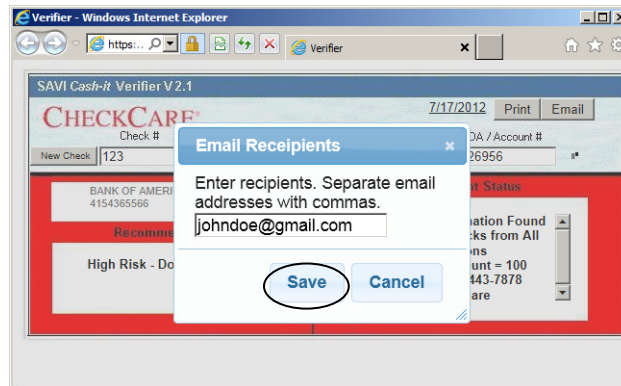 Verifier - Windows Internet Explorer
https:... Verifier
SAVI Cash-it Verifier V 2.1
CHECKCARE
7/17/2012 Print Email
Check #
DA / Account #
New Check 123
26956
Email Receipients
Enter recipients. Separate email
addresses with commas.
johndoe@gmail.com
Save Cancel
BANK OF AMERI
4154365566
t Status
Recomme
High Risk - Do
ation Found
cks from All
ons
unt = 100
443-7878
are